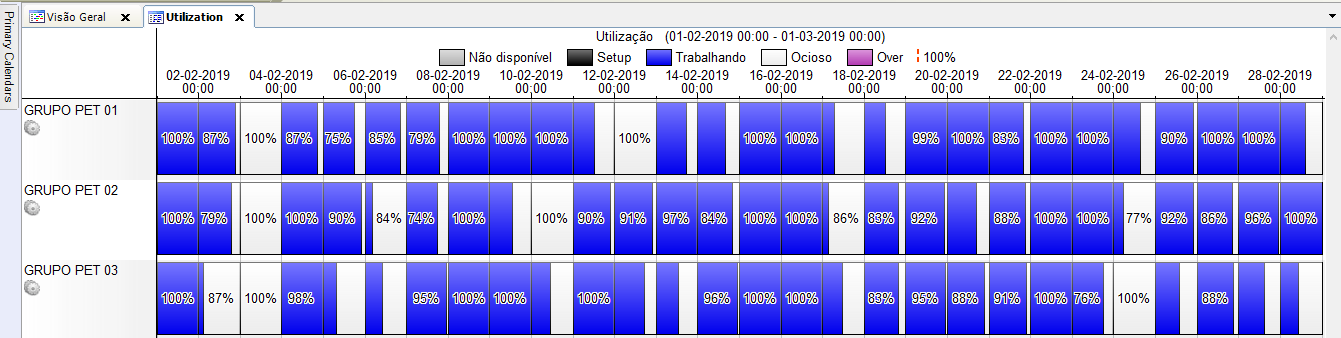 Primary Calendars
Visão Geral x Utilization x
Utilização (01-02-2019 00:00 - 01-03-2019 00:00)
Não disponível Setup Trabalhando Ocioso Over 100%
02-02-2019 04-02-2019 06-02-2019 08-02-2019 10-02-2019 12-02-2019 14-02-2019 16-02-2019 18-02-2019 20-02-2019 22-02-2019 24-02-2019 26-02-2019 28-02-2019
00:00 00:00 00:00 00:00 00:00 00:00 00:00 00:00 00:00 00:00 00:00 00:00 00:00 00:00
GRUPO PET 01
100% 87% 100% 87% 75% 85% 79% 100% 100% 100% 100% 100% 100% 99% 100% 83% 100% 100% 90% 100% 100%
GRUPO PET 02
100% 79% 100% 100% 90% 84% 74% 100% 100% 90% 91% 97% 84% 100% 100% 86% 83% 92% 88% 100% 100% 77% 92% 86% 96% 100%
GRUPO PET 03
100% 87% 100% 98% 95% 100% 100% 100% 96% 100% 100% 83% 95% 88% 91% 100% 76% 100% 88%